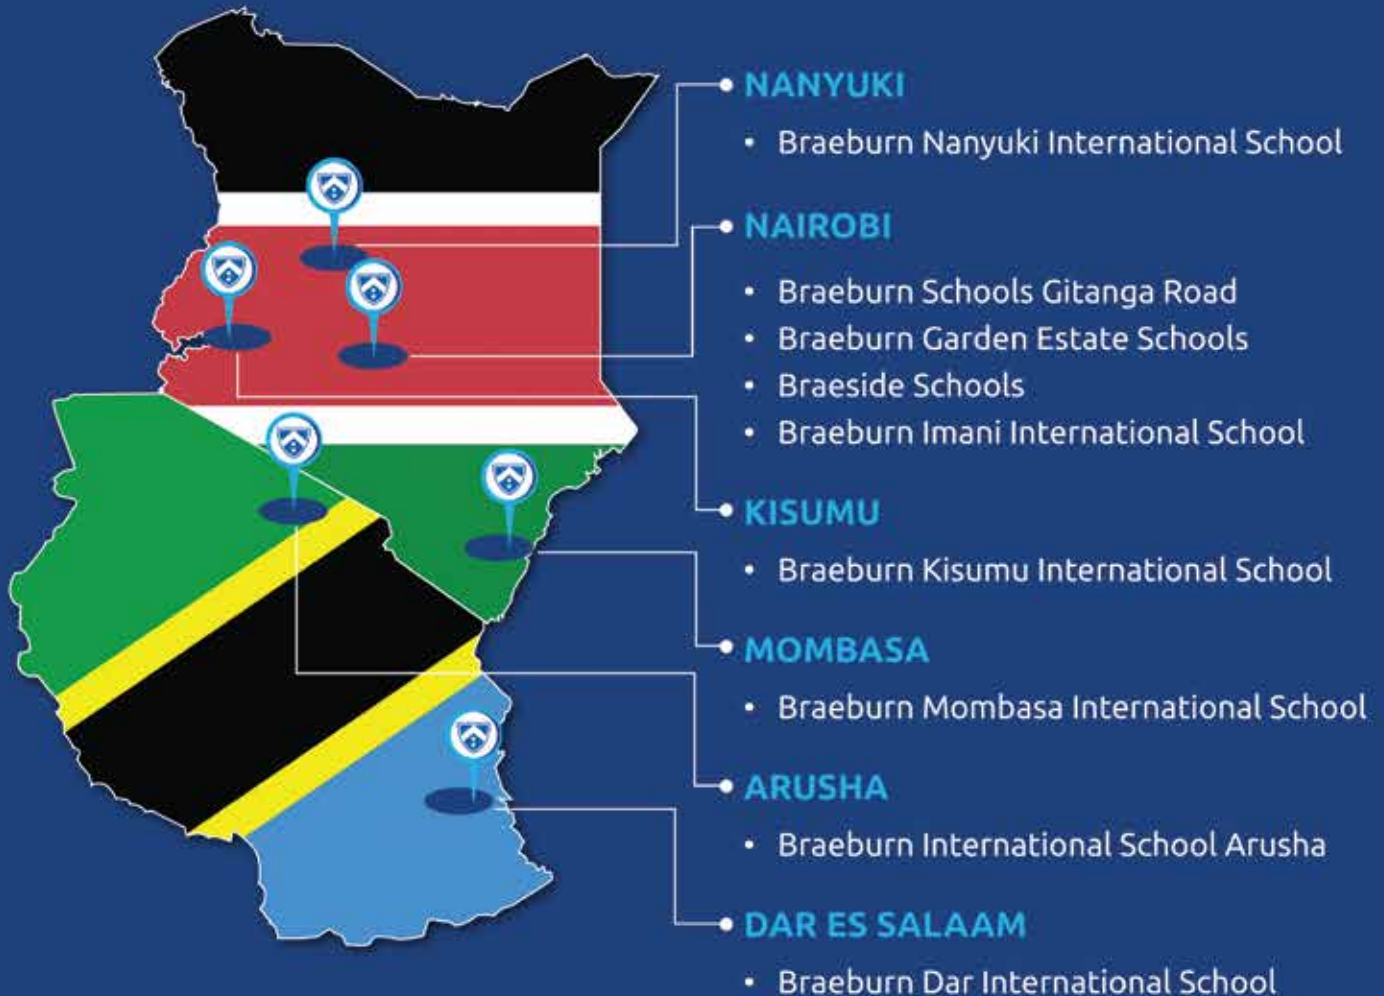 NANYUKI
• Braeburn Nanyuki International School
NAIROBI
• Braeburn Schools Gitanga Road
• Braeburn Garden Estate Schools
• Braeside Schools
• Braeburn Imani International School
KISUMU
• Braeburn Kisumu International School
MOMBASA
• Braeburn Mombasa International School
ARUSHA
• Braeburn International School Arusha
DAR ES SALAAM
• Braeburn Dar International School